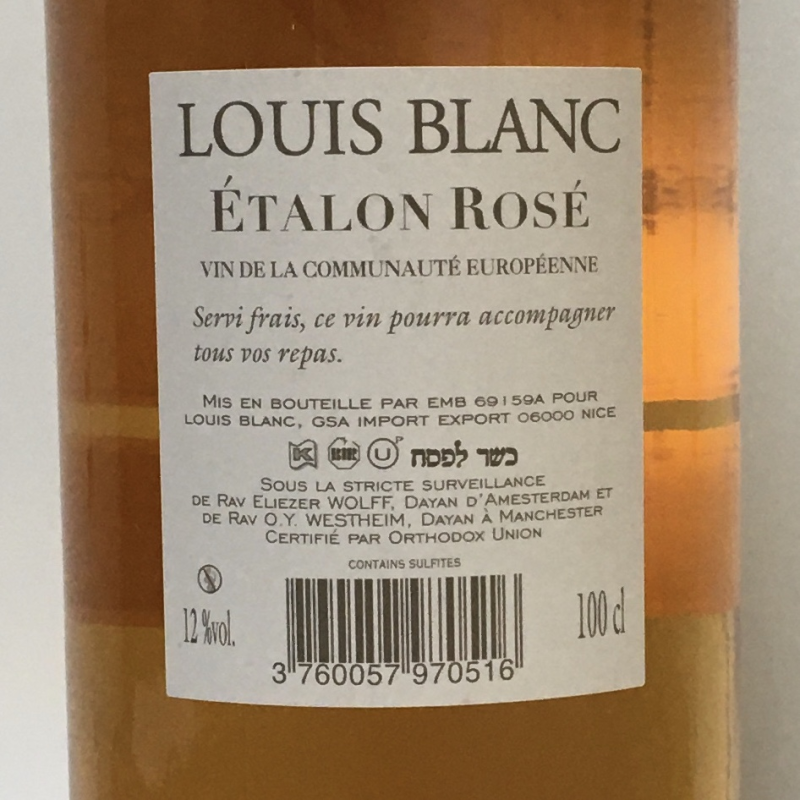 LOUIS BLANC
ÉTALON ROSÉ
VIN DE LA COMMUNAUTÉ EUROPÉENNE
Servi frais, ce vin pourra accompagner
tous vos repas.
MIS EN BOUTEILLE PAR EMB 69159A POUR
LOUIS BLANC, GSA IMPORT EXPORT 06000 NICE
K BIR U P כשר לפסח
SOUS LA STRICTE SURVEILLANCE
DE RAV ELIEZER WOLFF, DAYAN D'AMESTERDAM ET
DE RAV O.Y. WESTHEIM, DAYAN À MANCHESTER
CERTIFIÉ PAR ORTHODOX UNION
CONTAINS SULFITES
12 %vol.
100 cl
3 760057 970516